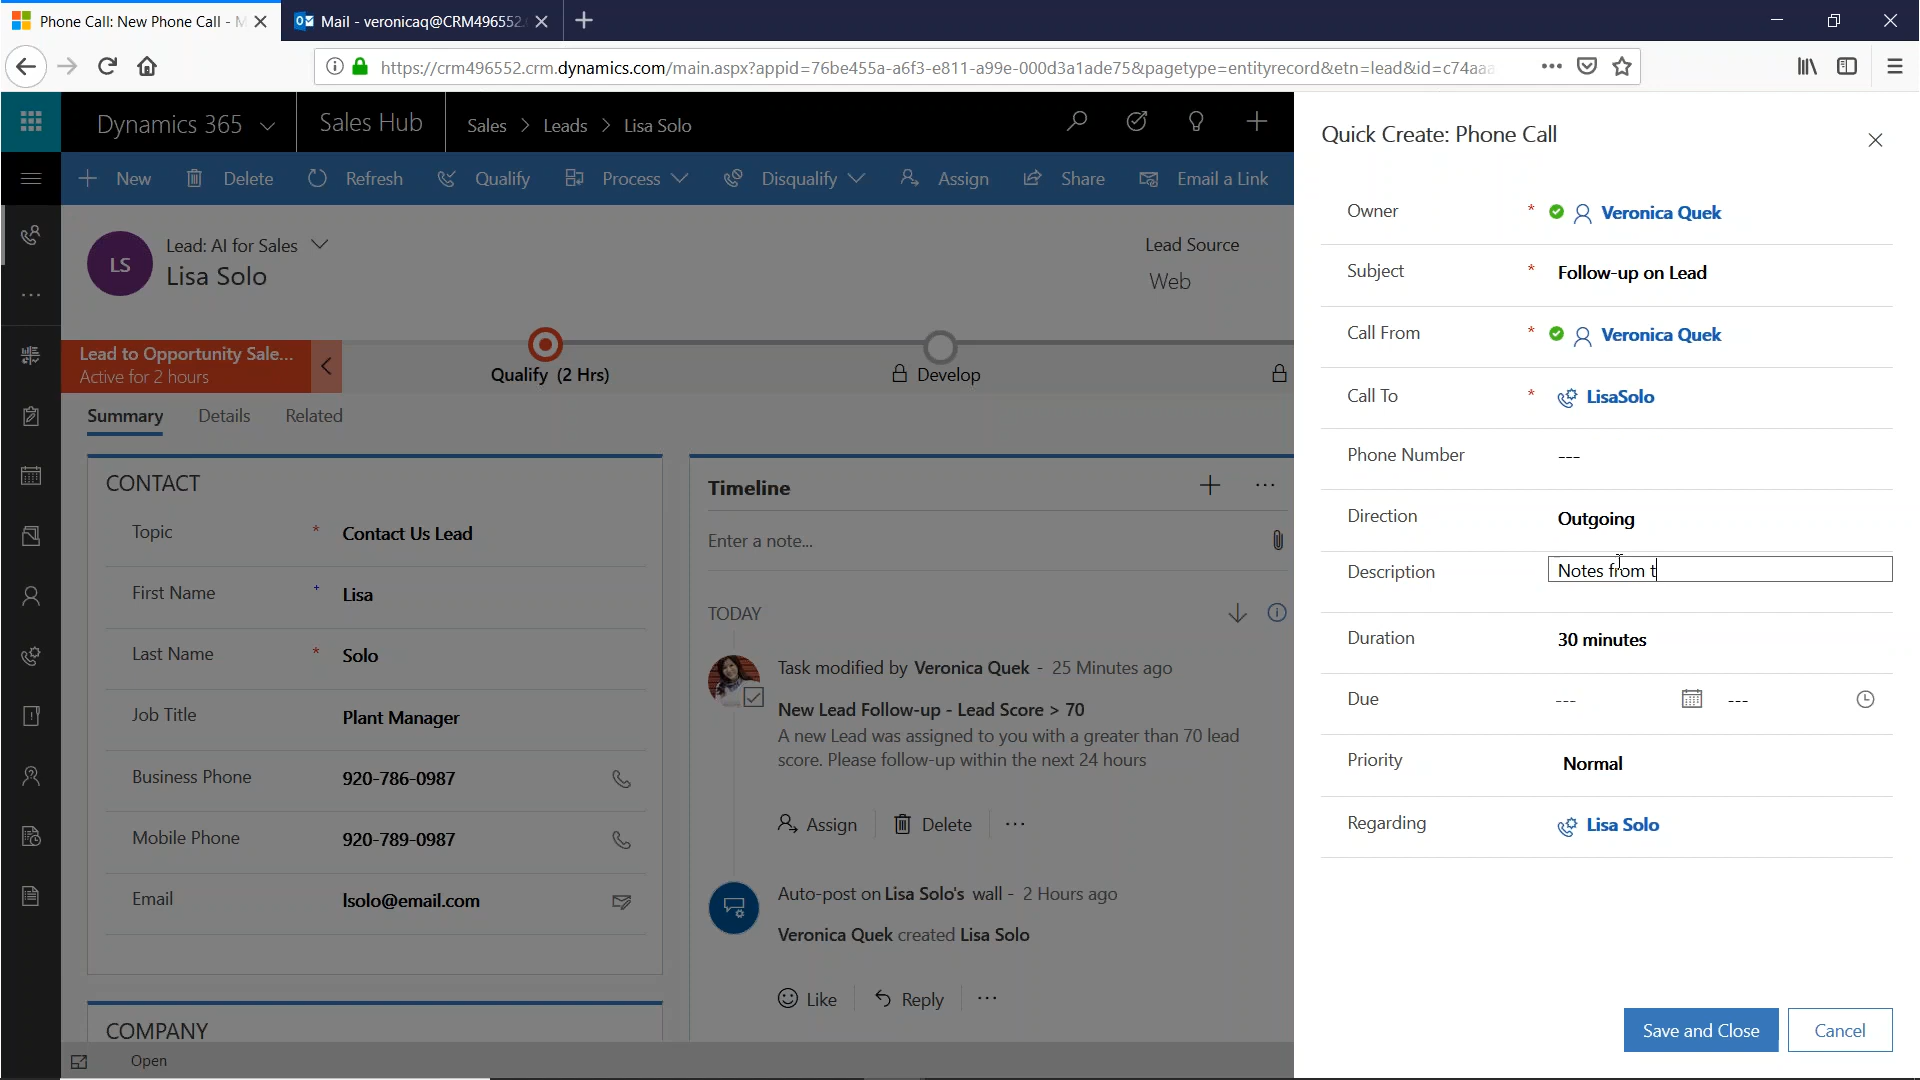 Phone Call: New Phone Call - M
Mail - veronicaq@CRM496552.
https://crm496552.crm.dynamics.com/main.aspx?appid=76be455a-a6f3-e811-a99e-000d3a1ade75&pagetype=entityrecord&etn=lead&id=c74aaa
Dynamics 365
Sales Hub
Sales > Leads > Lisa Solo
New
Delete
Refresh
Qualify
Process
Disqualify
Assign
Share
Email a Link
LS
Lead: AI for Sales
Lisa Solo
Lead Source
Web
Lead to Opportunity Sale...
Active for 2 hours
Qualify (2 Hrs)
Develop
Summary
Details
Related
CONTACT
Topic * Contact Us Lead
First Name + Lisa
Last Name * Solo
Job Title Plant Manager
Business Phone 920-786-0987
Mobile Phone 920-789-0987
Email lsolo@email.com
COMPANY
Open
Timeline
Enter a note...
TODAY
Task modified by Veronica Quek - 25 Minutes ago
New Lead Follow-up - Lead Score > 70
A new Lead was assigned to you with a greater than 70 lead
score. Please follow-up within the next 24 hours
Assign
Delete
Auto-post on Lisa Solo's wall - 2 Hours ago
Veronica Quek created Lisa Solo
Like
Reply
Quick Create: Phone Call
Owner * Veronica Quek
Subject * Follow-up on Lead
Call From * Veronica Quek
Call To * LisaSolo
Phone Number ---
Direction Outgoing
Description Notes from t
Duration 30 minutes
Due --- ---
Priority Normal
Regarding Lisa Solo
Save and Close
Cancel